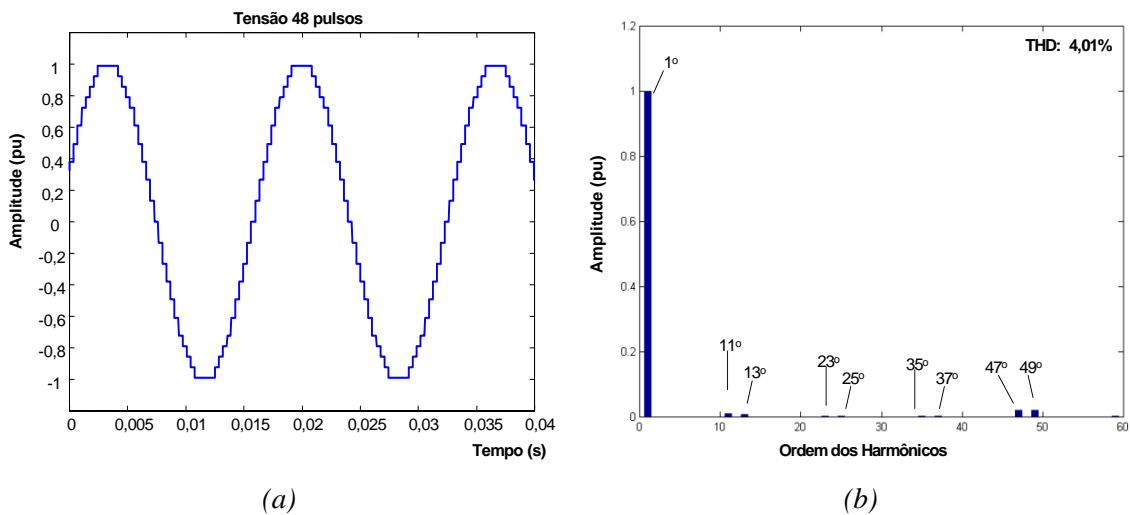 Tensão 48 pulsos
Amplitude (pu)
1
0,8
0,6
0,4
0,2
0
-0,2
-0,4
-0,6
-0,8
-1
0 0,005 0,01 0,015 0,02 0,025 0,03 0,035 0,04
Tempo (s)
(a)
THD: 4,01%
Amplitude (pu)
1.2
1
0.8
0.6
0.4
0.2
0
1º
11º
13º
23º
25º
35º
37º
47º
49º
0 10 20 30 40 50 60
Ordem dos Harmônicos
(b)